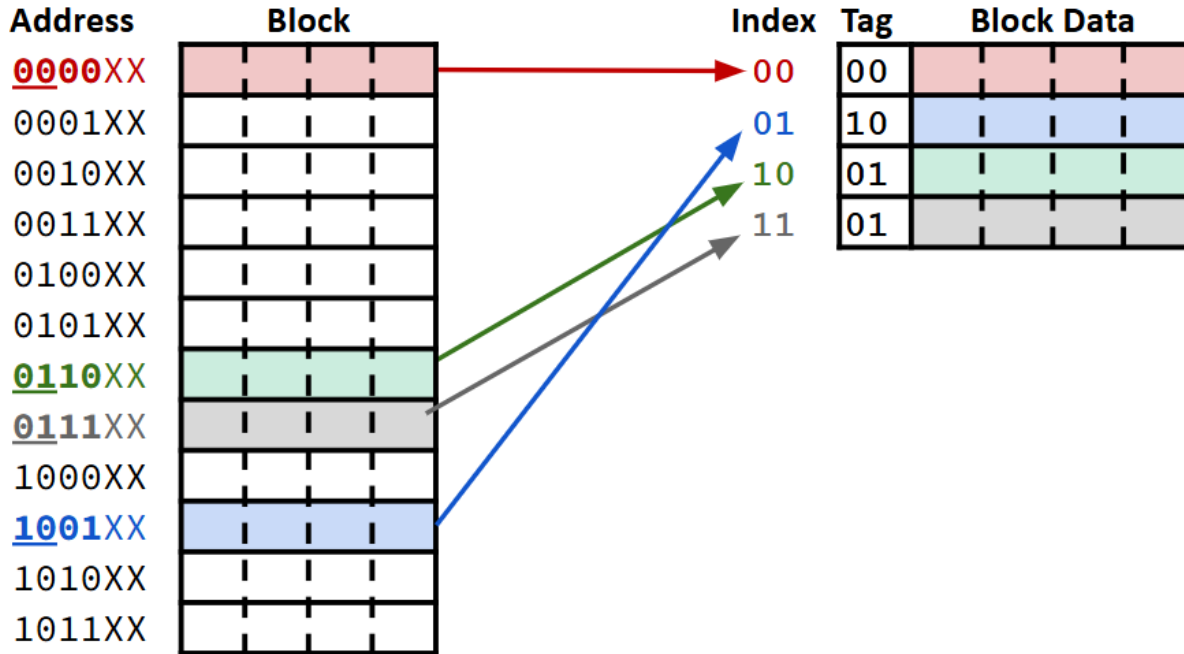 Address Block Index Tag Block Data
0000XX 00 00
0001XX 01 10
0010XX 10 01
0011XX 11 01
0100XX
0101XX
0110XX
0111XX
1000XX
1001XX
1010XX
1011XX